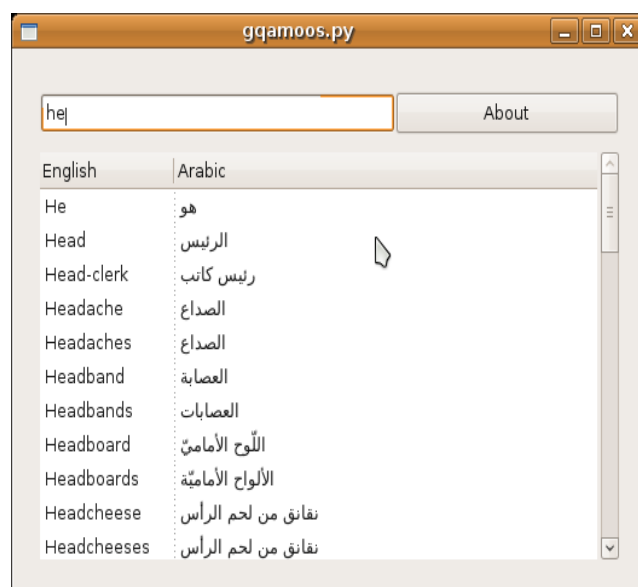 gqamoos.py
he
About
English Arabic
He هو
Head الرئيس
Head-clerk رئيس كاتب
Headache الصداع
Headaches الصداع
Headband العصابة
Headbands العصابات
Headboard اللّوح الأماميّ
Headboards الألواح الأماميّة
Headcheese نقانق من لحم الرأس
Headcheeses نقانق من لحم الرأس